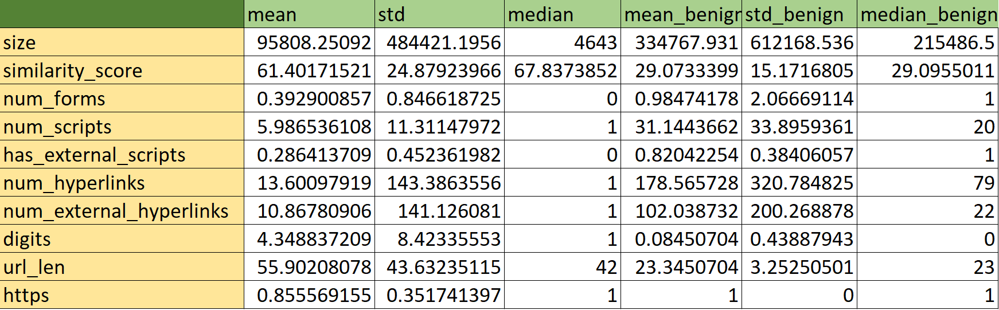 mean std median mean_benign std_benign median_benign
size 95808.25092 484421.1956 4643 334767.931 612168.536 215486.5
similarity_score 61.40171521 24.87923966 67.8373852 29.0733399 15.1716805 29.0955011
num_forms 0.392900857 0.846618725 0 0.98474178 2.06669114 1
num_scripts 5.986536108 11.31147972 1 31.1443662 33.8959361 20
has_external_scripts 0.286413709 0.452361982 0 0.82042254 0.38406057 1
num_hyperlinks 13.60097919 143.3863556 1 178.565728 320.784825 79
num_external_hyperlinks 10.86780906 141.126081 1 102.038732 200.268878 22
digits 4.348837209 8.42335553 1 0.08450704 0.43887943 0
url_len 55.90208078 43.63235115 42 23.3450704 3.25250501 23
https 0.855569155 0.351741397 1 1 0 1